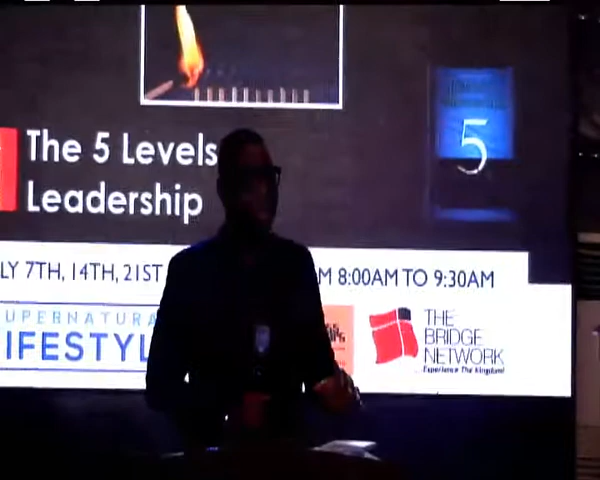 The 5 Levels
Leadership
5
LY 7TH, 14TH, 21ST
M 8:00AM TO 9:30AM
UPERNATURA
IFESTYL
THE
BRIDGE
NETWORK
Experience The Kingdom!